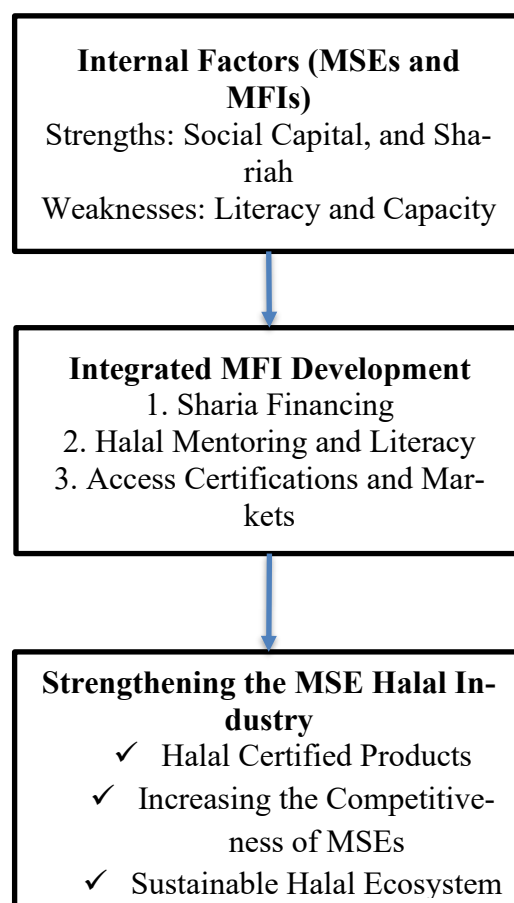 Internal Factors (MSEs and
MFIs)
Strengths: Social Capital, and Sha-
riah
Weaknesses: Literacy and Capacity
Integrated MFI Development
1. Sharia Financing
2. Halal Mentoring and Literacy
3. Access Certifications and Mar-
kets
Strengthening the MSE Halal In-
dustry
✓ Halal Certified Products
✓ Increasing the Competitive-
ness of MSEs
✓ Sustainable Halal Ecosystem